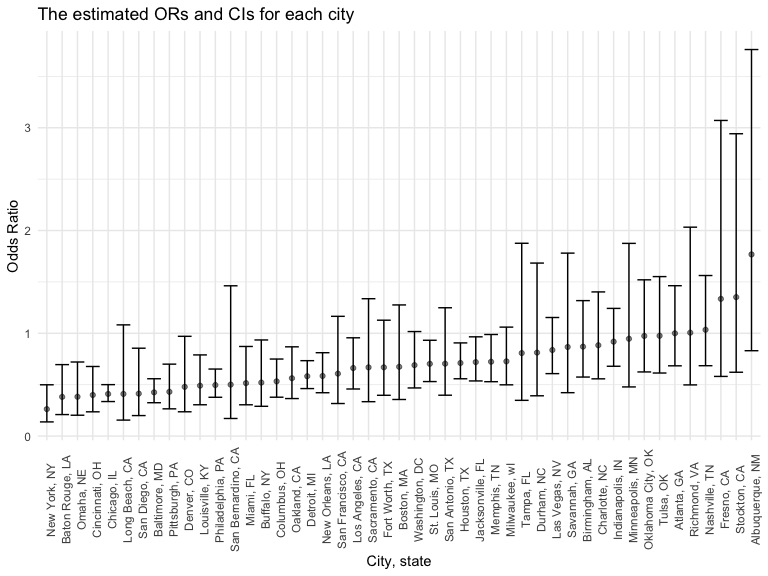 The estimated ORs and CIs for each city
Odds Ratio
3
2
1
0
New York, NY
Baton Rouge, LA
Omaha, NE
Cincinnati, OH
Chicago, IL
Long Beach, CA
San Diego, CA
Baltimore, MD
Pittsburgh, PA
Denver, CO
Louisville, KY
Philadelphia, PA
San Bernardino, CA
Miami, FL
Buffalo, NY
Columbus, OH
Oakland, CA
Detroit, MI
New Orleans, LA
San Francisco, CA
Los Angeles, CA
Sacramento, CA
Fort Worth, TX
Boston, MA
Washington, DC
St. Louis, MO
San Antonio, TX
Houston, TX
Jacksonville, FL
Memphis, TN
Milwaukee, wI
Tampa, FL
Durham, NC
Las Vegas, NV
Savannah, GA
Birmingham, AL
Charlotte, NC
Indianapolis, IN
Minneapolis, MN
Oklahoma City, OK
Tulsa, OK
Atlanta, GA
Richmond, VA
Nashville, TN
Fresno, CA
Stockton, CA
Albuquerque, NM
City, state